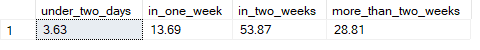 under_two_days in_one_week in_two_weeks more_than_two_weeks
1 3.63 13.69 53.87 28.81